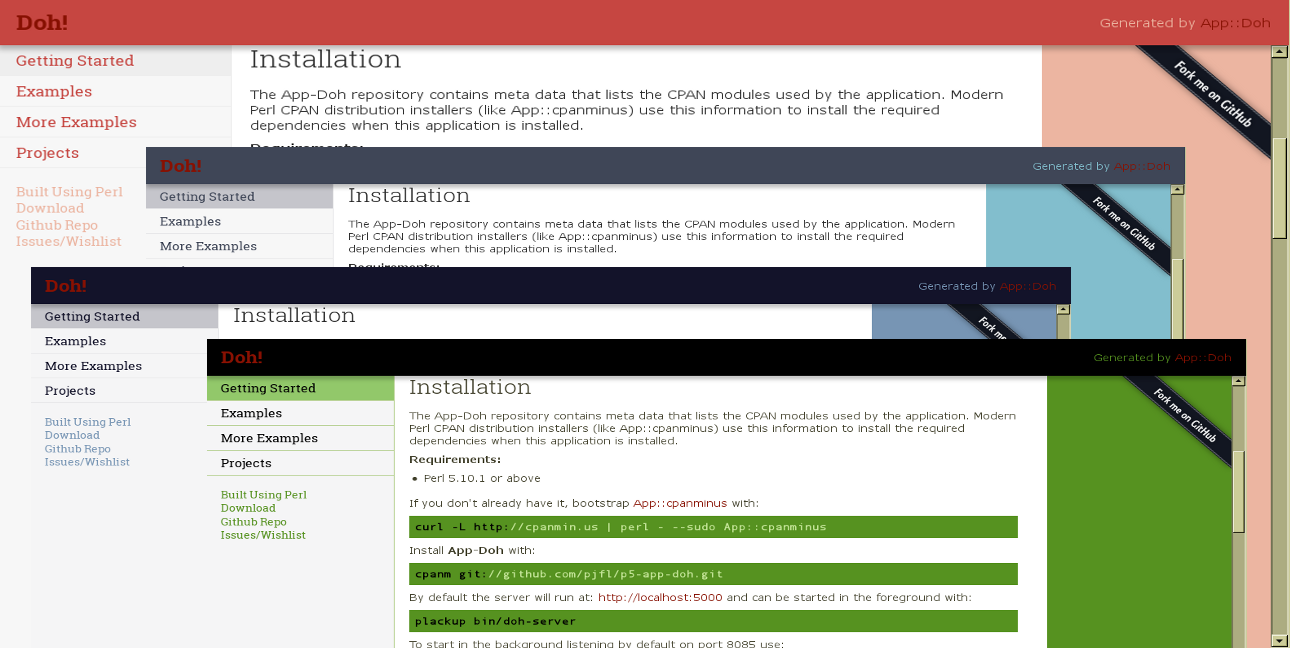 Doh!
Generated by App::Doh
Getting Started
Examples
More Examples
Projects
Built Using Perl
Download
Github Repo
Issues/Wishlist
Installation
The App-Doh repository contains meta data that lists the CPAN modules used by the application. Modern
Perl CPAN distribution installers (like App::cpanminus) use this information to install the required
dependencies when this application is installed.
Requirements:
Fork me on GitHub
Doh!
Generated by App::Doh
Getting Started
Examples
More Examples
Installation
The App-Doh repository contains meta data that lists the CPAN modules used by the application. Modern
Perl CPAN distribution installers (like App::cpanminus) use this information to install the required
dependencies when this application is installed.
Requirements:
Fork me on GitHub
Doh!
Generated by App::Doh
Getting Started
Examples
More Examples
Projects
Built Using Perl
Download
Github Repo
Issues/Wishlist
Installation
Fork me
Doh!
Generated by App::Doh
Getting Started
Examples
More Examples
Projects
Built Using Perl
Download
Github Repo
Issues/Wishlist
Installation
The App-Doh repository contains meta data that lists the CPAN modules used by the application. Modern
Perl CPAN distribution installers (like App::cpanminus) use this information to install the required
dependencies when this application is installed.
Requirements:
• Perl 5.10.1 or above
If you don't already have it, bootstrap App::cpanminus with:
curl -L http://cpanmin.us | perl - --sudo App::cpanminus
Install App-Doh with:
cpanm git://github.com/pjfl/p5-app-doh.git
By default the server will run at: http://localhost:5000 and can be started in the foreground with:
plackup bin/doh-server
To start in the background listening by default on port 8085 use:
Fork me on GitHub